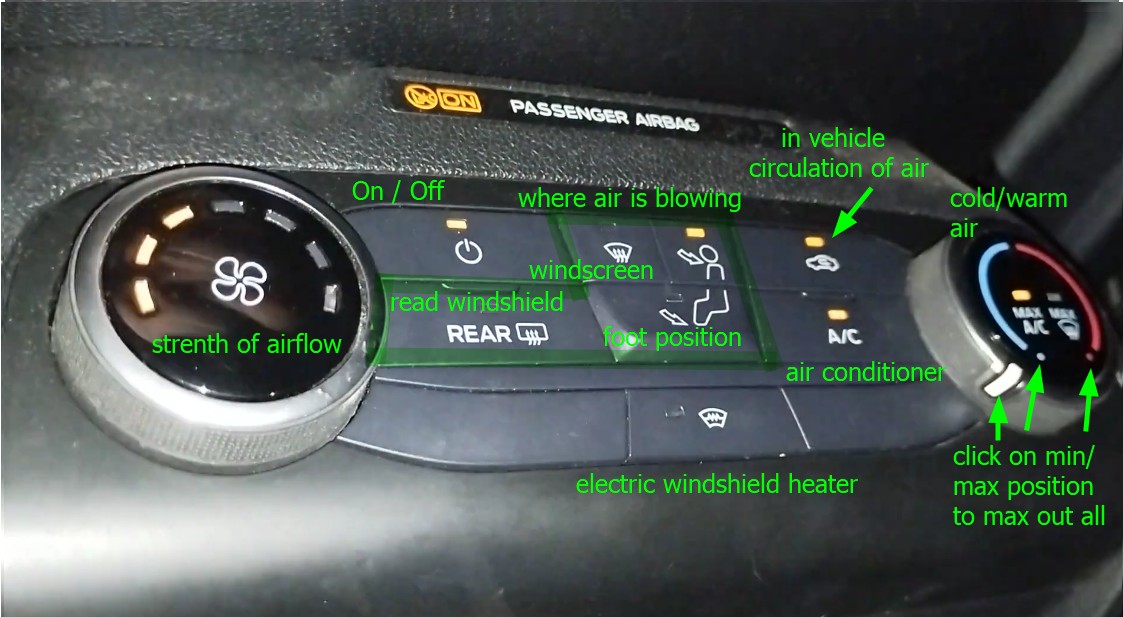 ON PASSENGER AIRBAG
in vehicle
circulation of air
On / Off
where air is blowing
cold/warm
air
windscreen
read windshield
REAR
strenth of airflow
foot position
A/C
MAX
A/C
MAX
air conditioner
electric windshield heater
click on min/
max position
to max out all